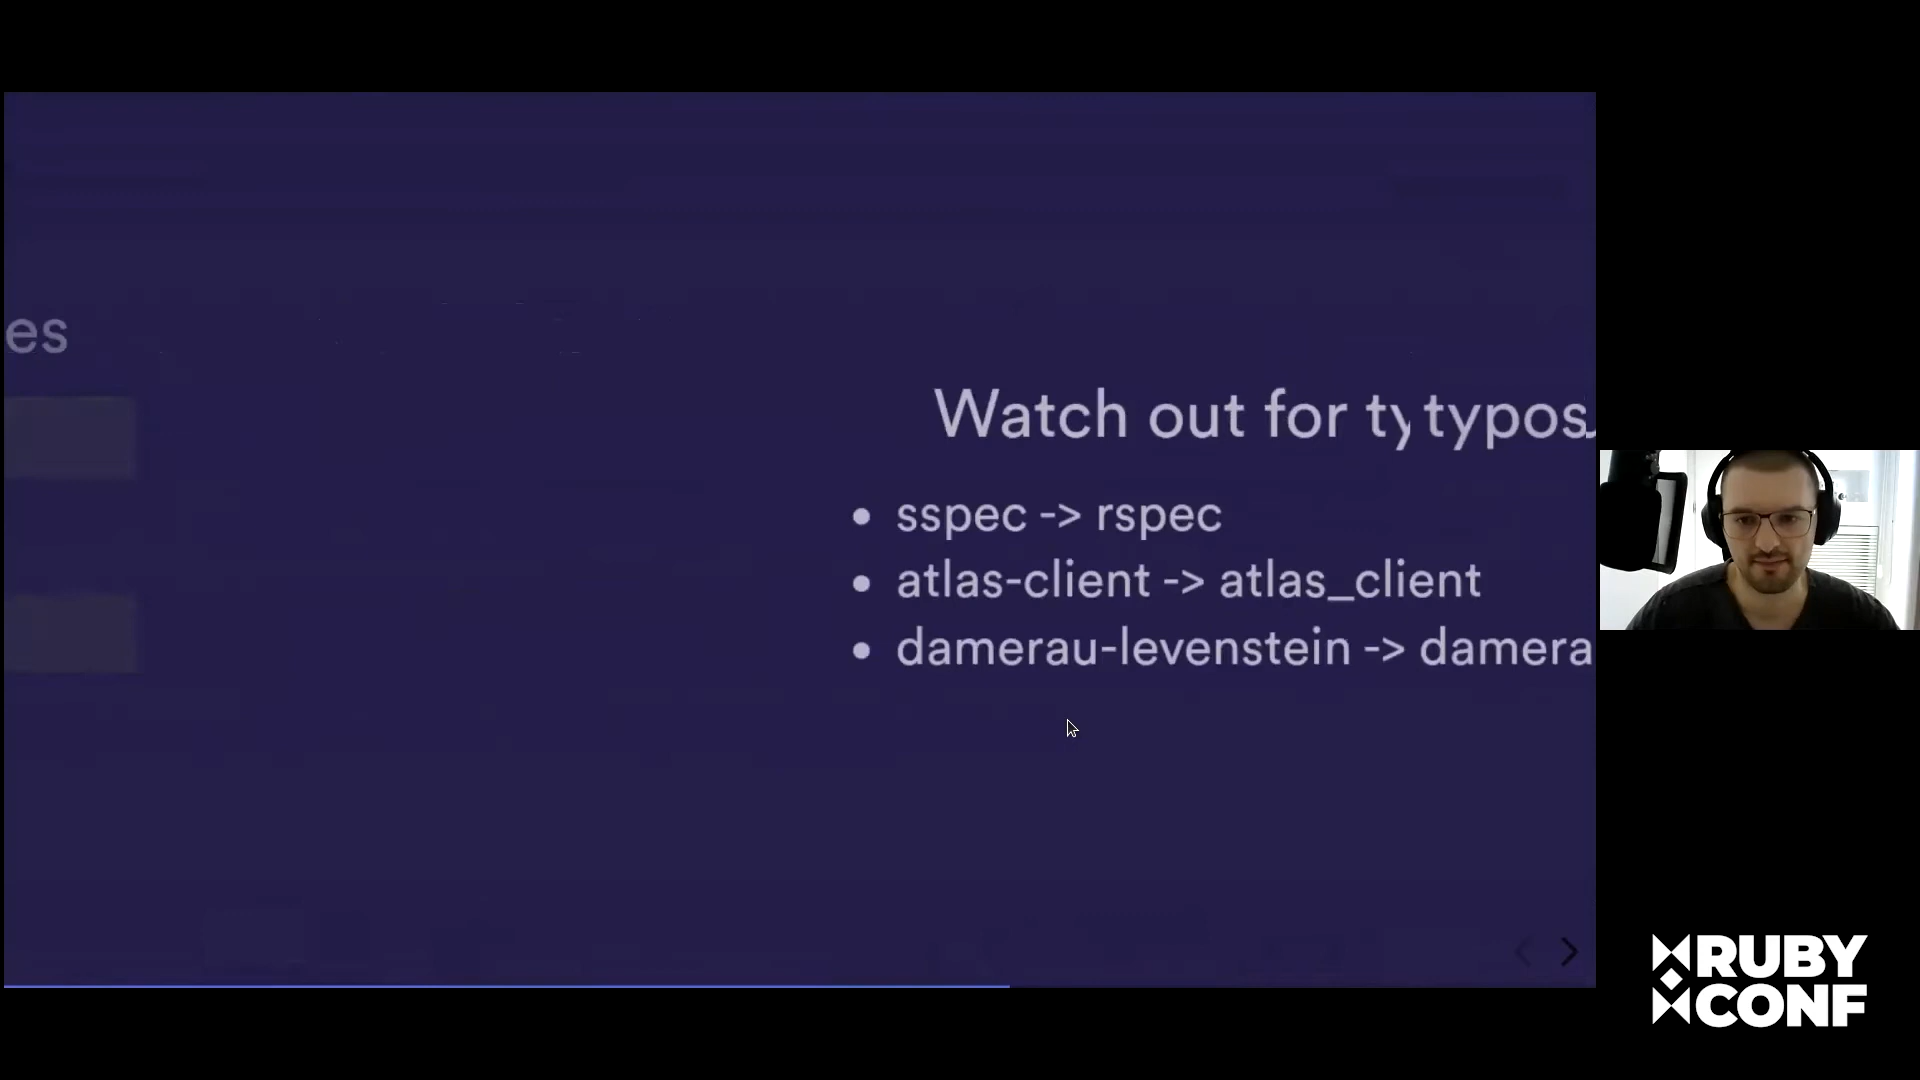 es
Watch out for ty typos
• sspec -> rspec
• atlas-client -> atlas_client
• damerau-levenstein -> damera
RUBY
CONF